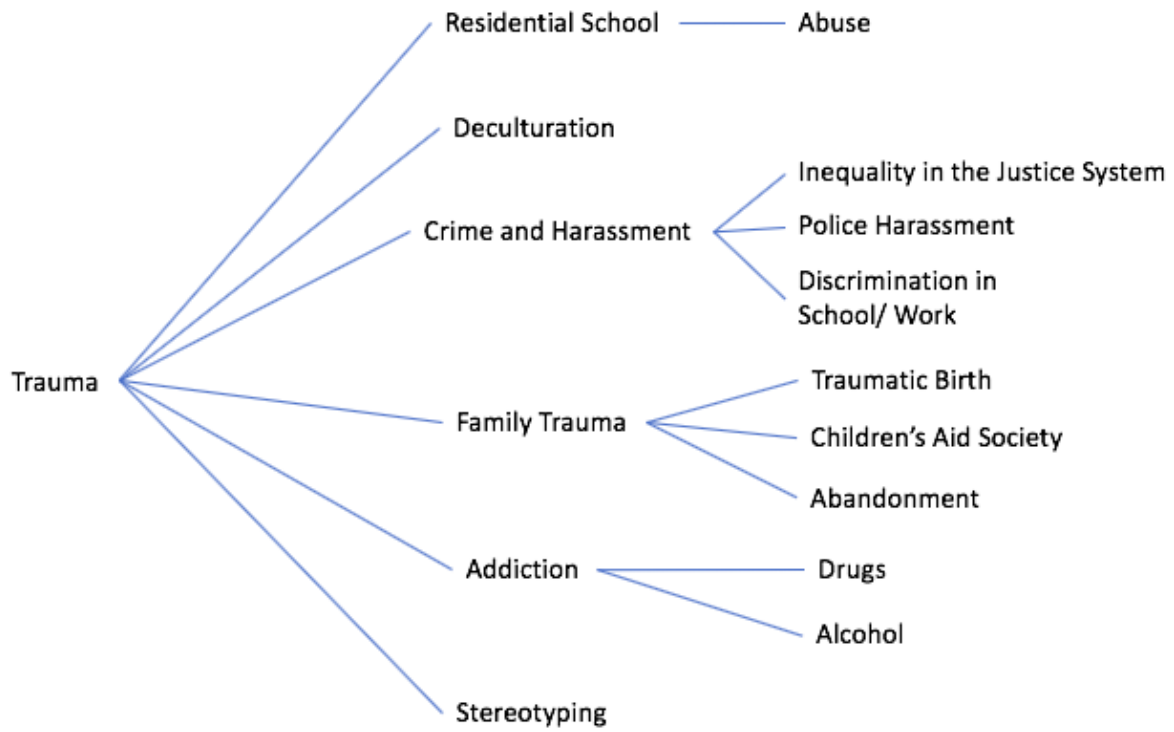 Residential School
Abuse
Deculturation
Inequality in the Justice System
Crime and Harassment
Police Harassment
Discrimination in
School/ Work
Trauma
Traumatic Birth
Family Trauma
Children’s Aid Society
Abandonment
Addiction
Drugs
Alcohol
Stereotyping